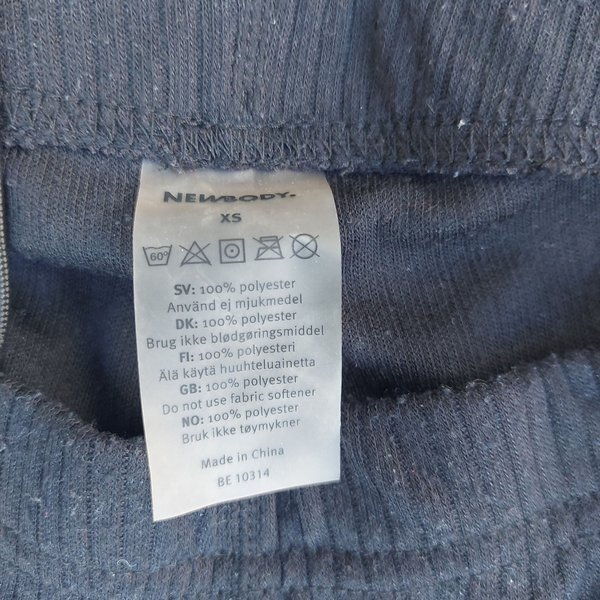 NEWBODY.
XS
60°
SV: 100% polyester
Använd ej mjukmedel
DK: 100% polyester
Brug ikke blødgøringsmiddel
FI: 100% polyesteri
Älä käytä huuhteluainetta
GB: 100% polyester
Do not use fabric softener
NO: 100% polyester
Bruk ikke tøymykner
Made in China
BE 10314